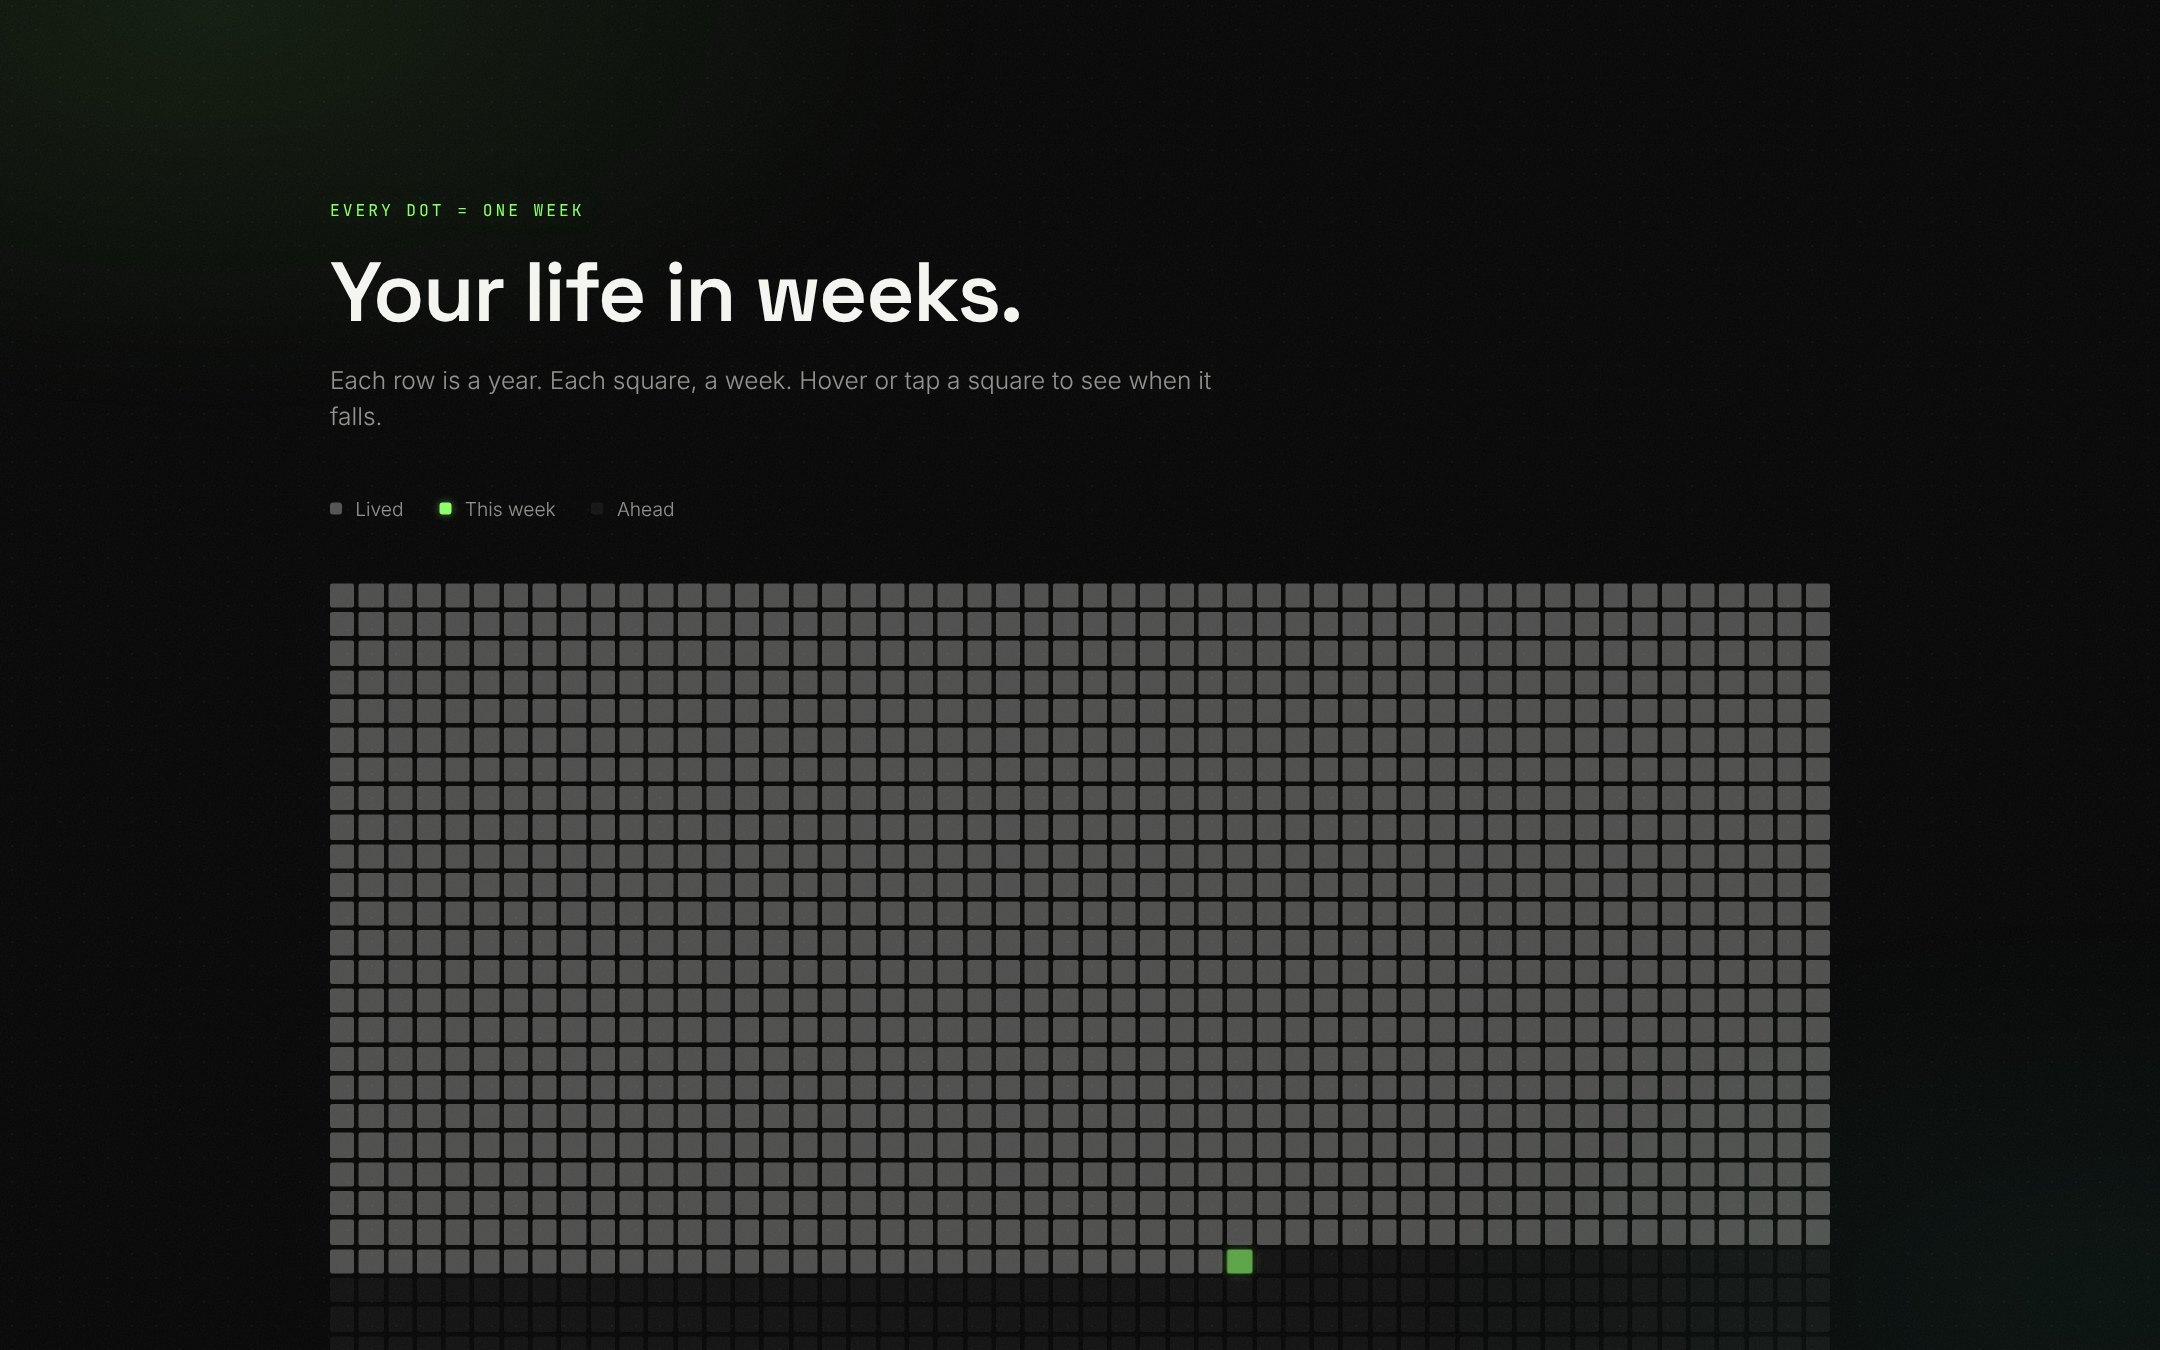 EVERY DOT = ONE WEEK
Your life in weeks.
Each row is a year. Each square, a week. Hover or tap a square to see when it
falls.
Lived This week Ahead